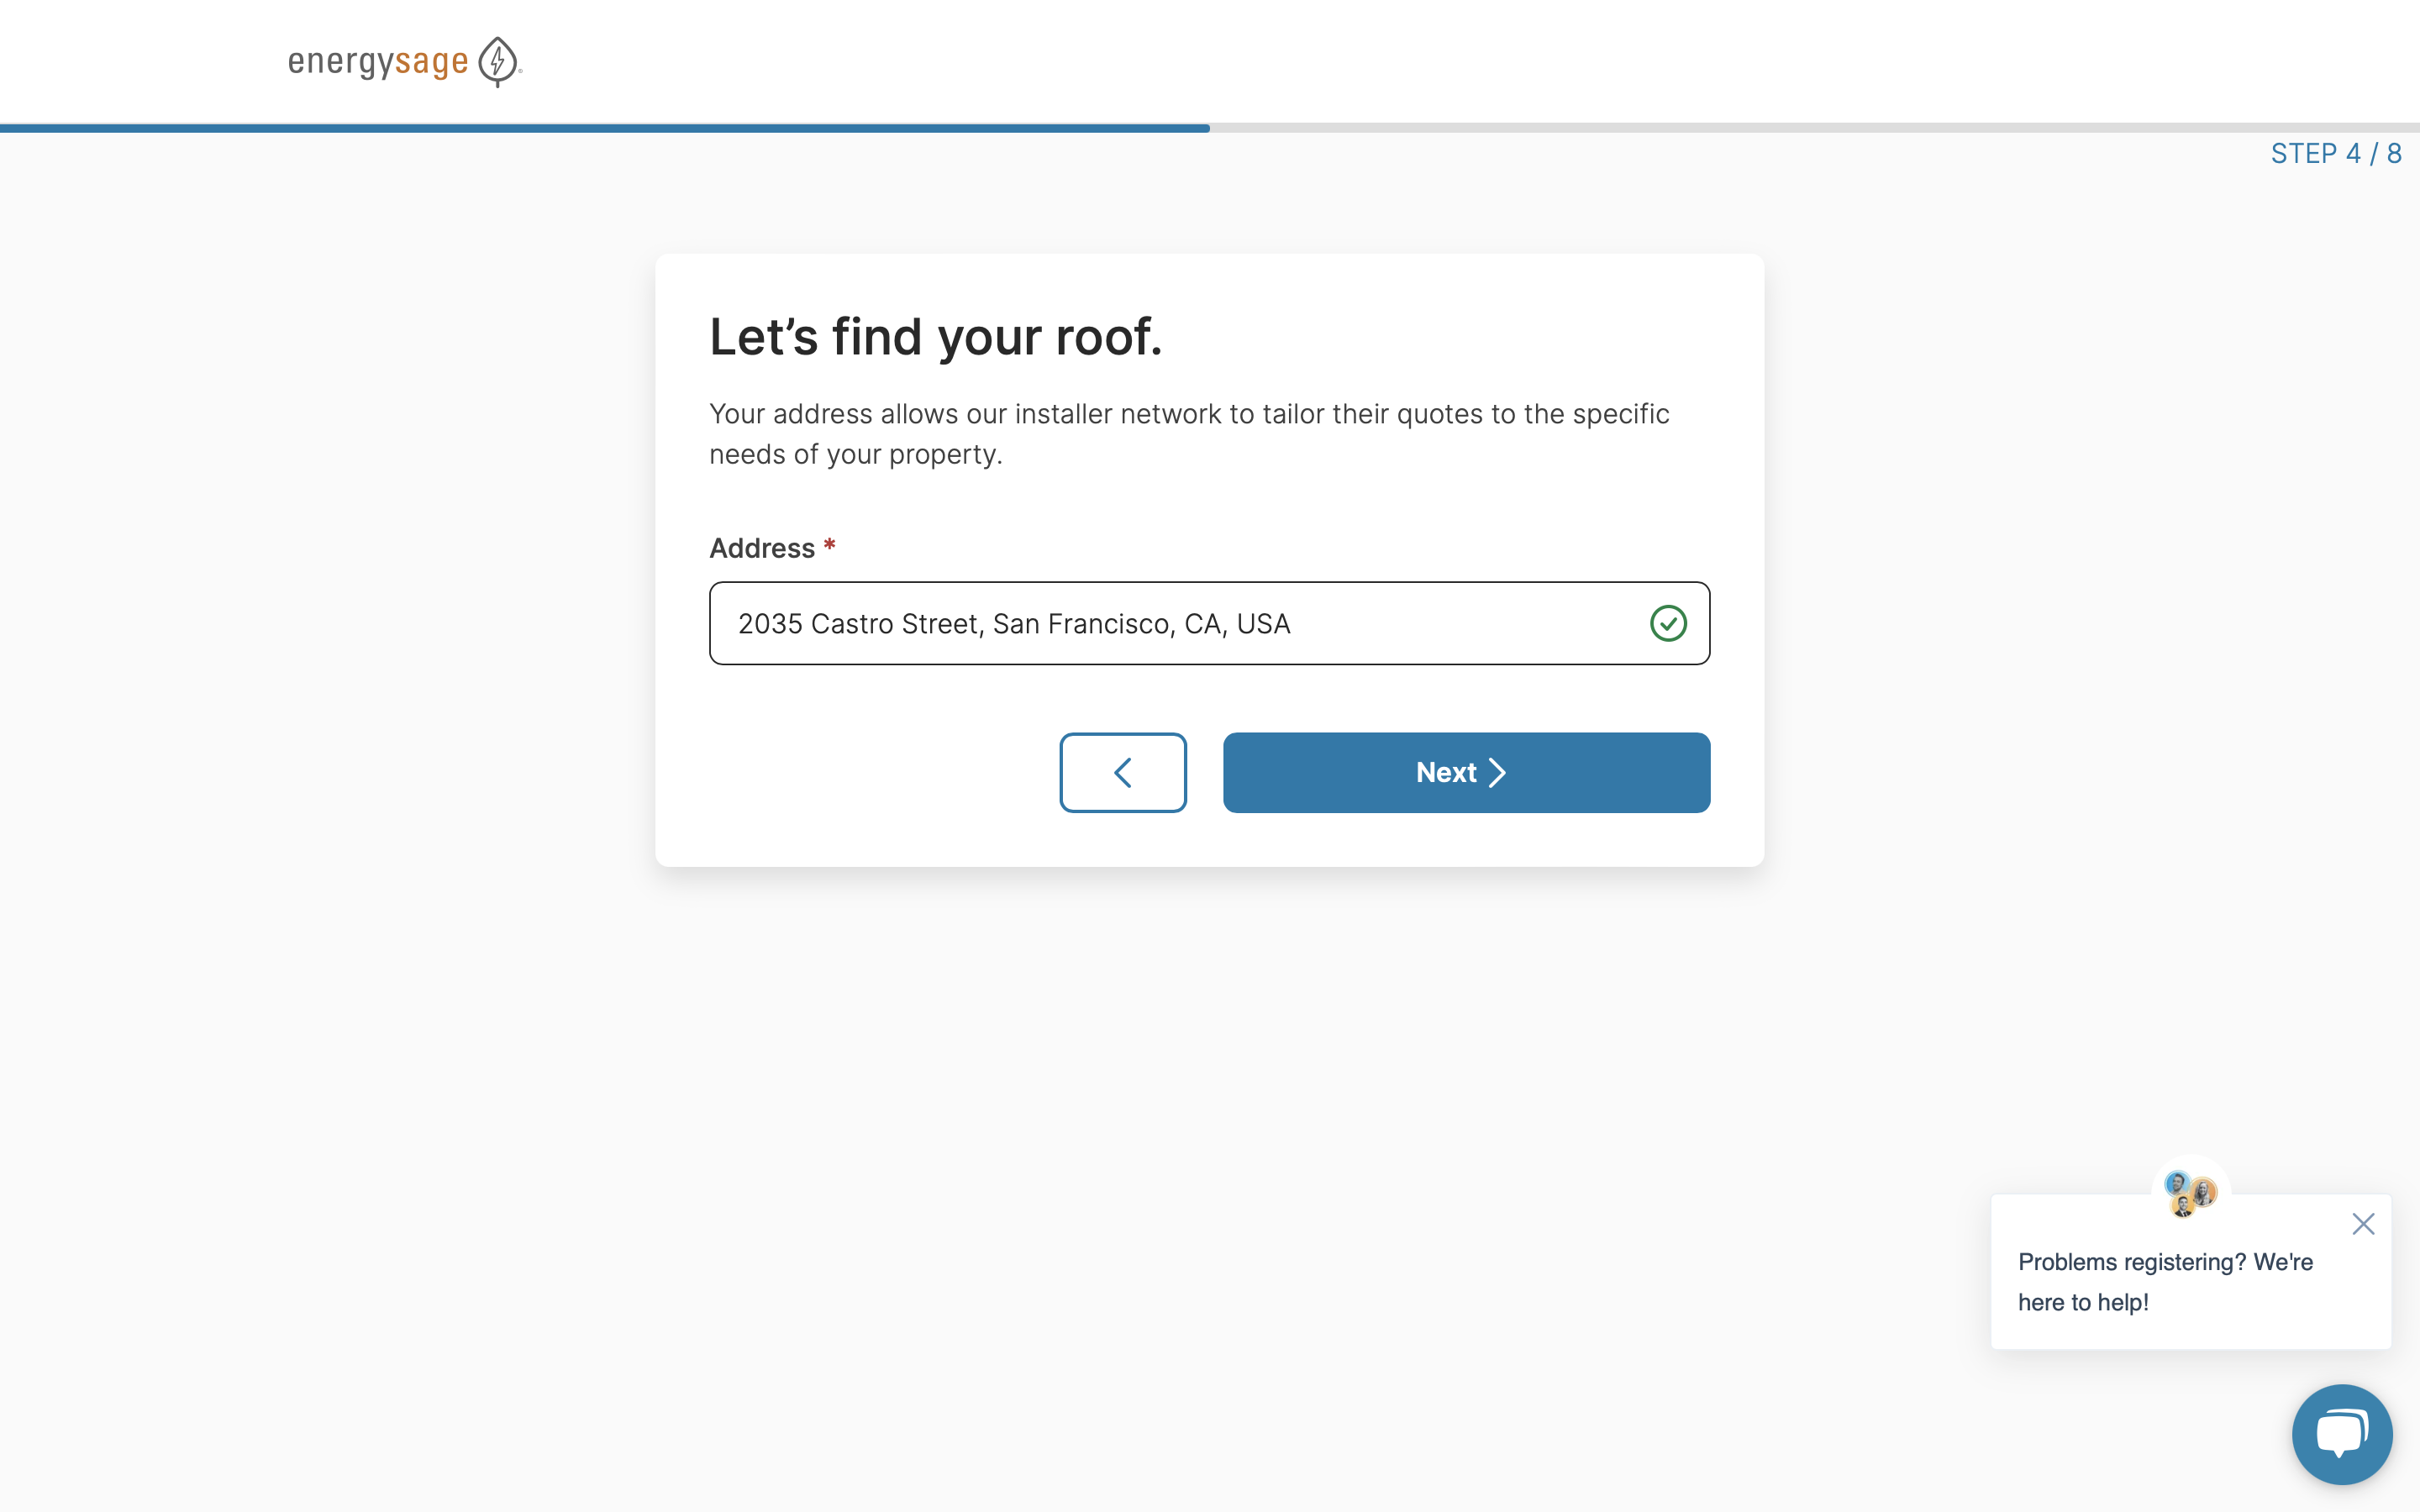 energysage
STEP 4 / 8
Let’s find your roof.
Your address allows our installer network to tailor their quotes to the specific
needs of your property.
Address *
2035 Castro Street, San Francisco, CA, USA
Next
Problems registering? We're
here to help!